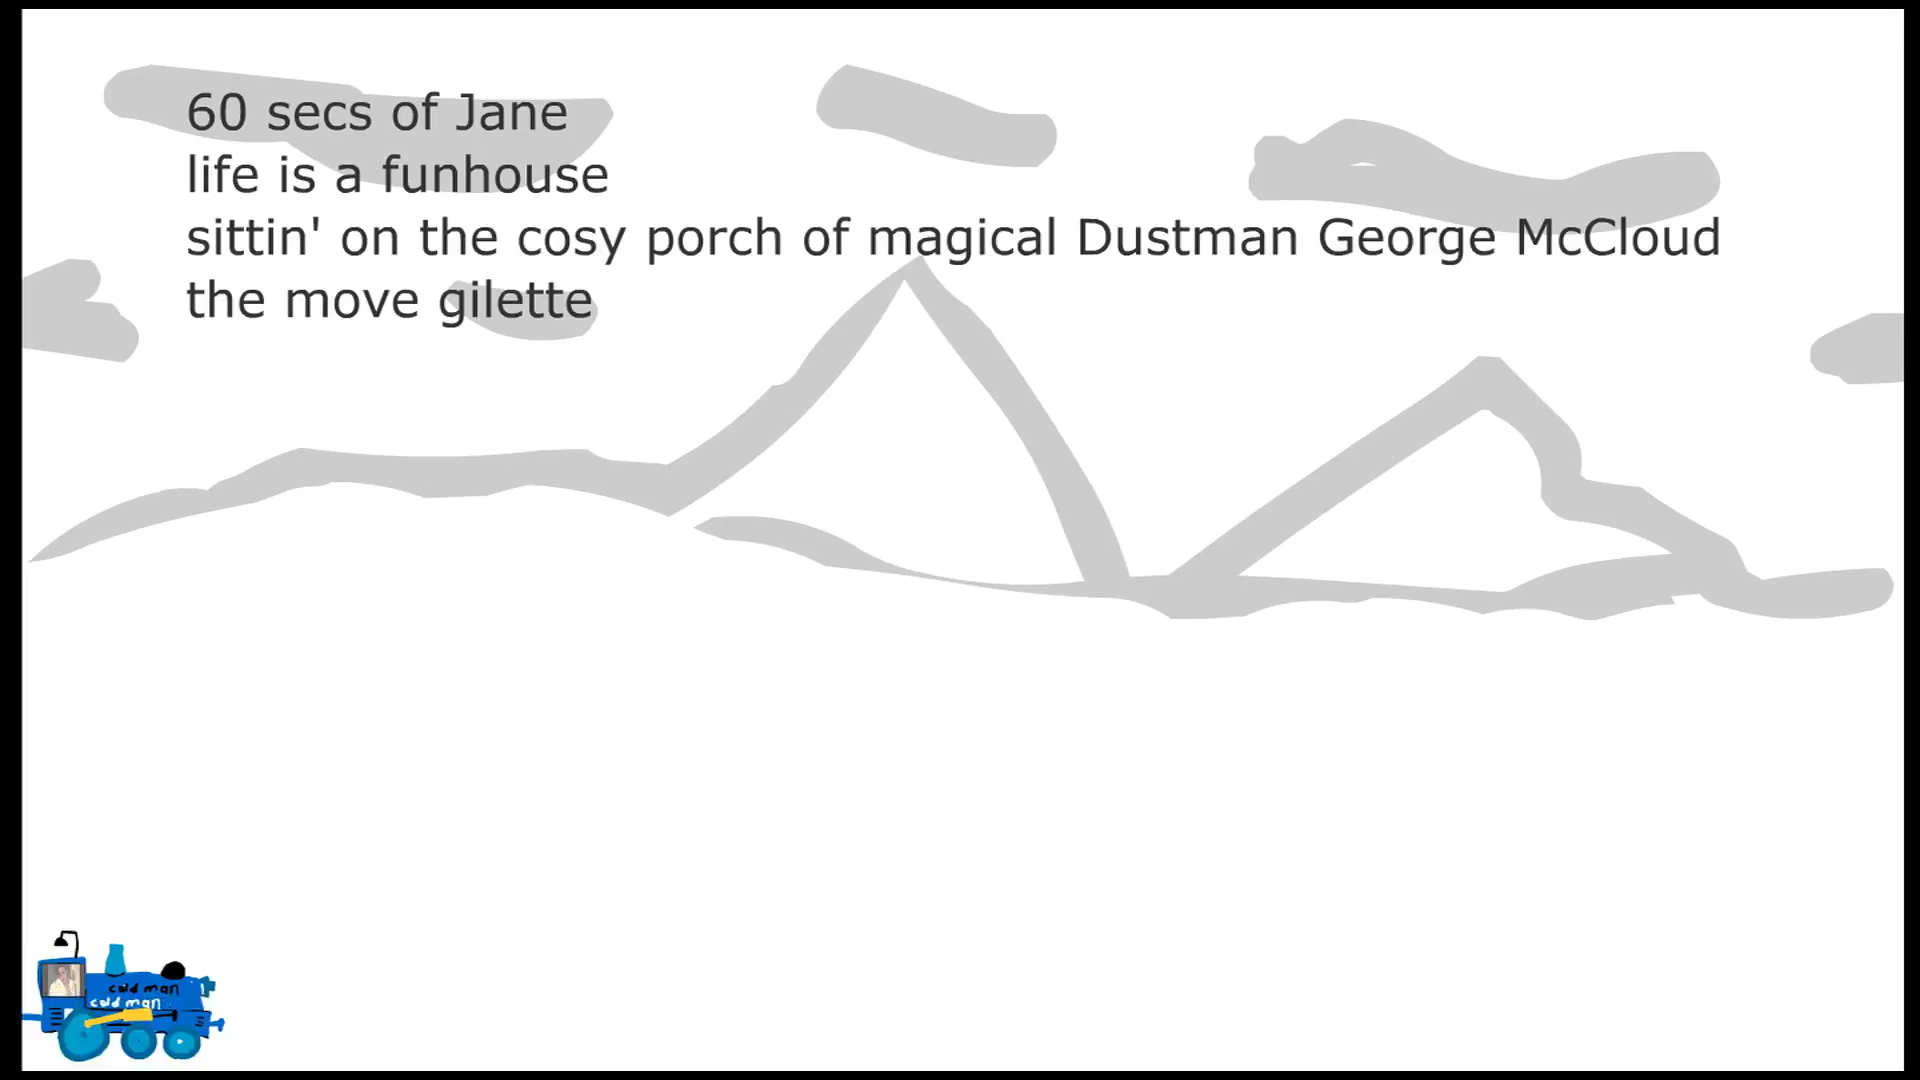 60 secs of Jane
life is a funhouse
sittin' on the cosy porch of magical Dustman George McCloud
the move gilette
cold man
cold man